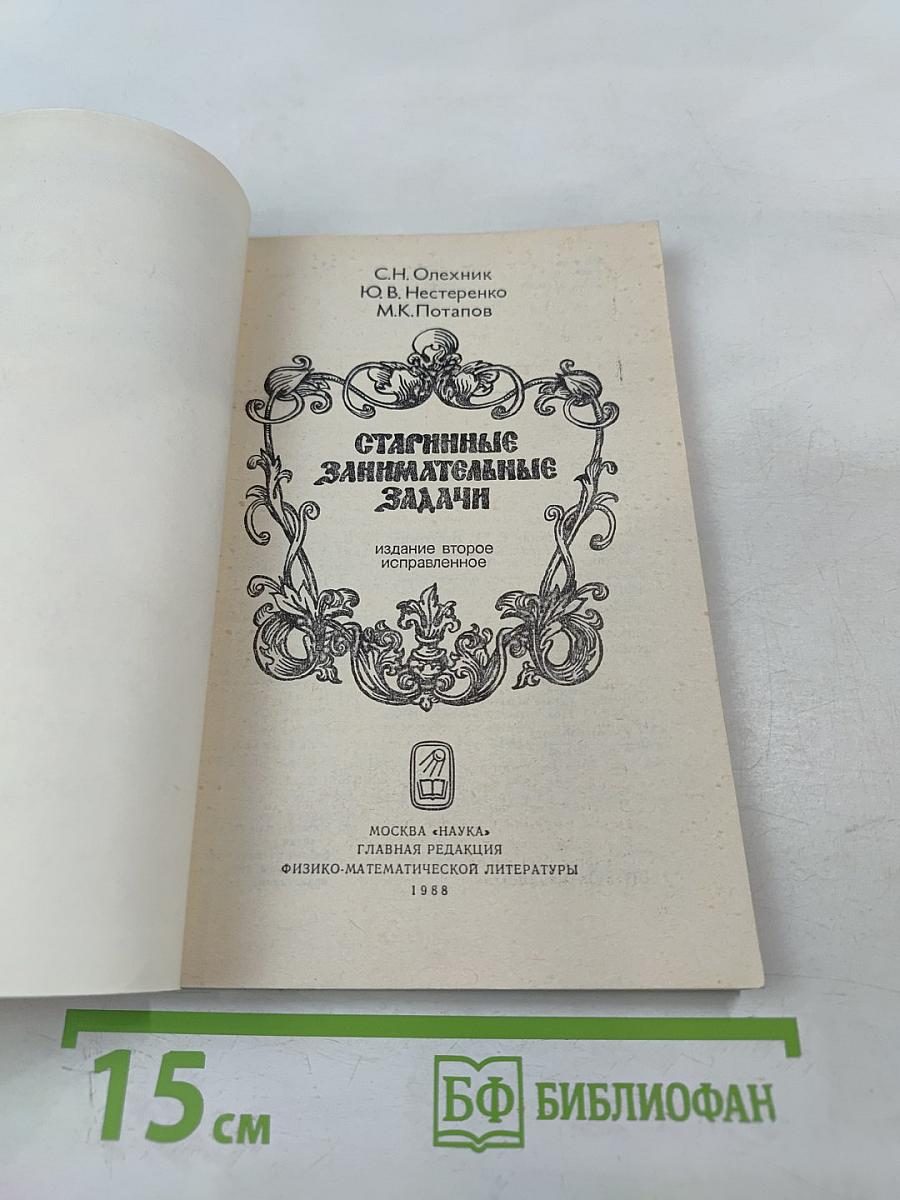 С.Н. Олехник
Ю.В. Нестеренко
М.К. Потапов
СТАРИННЫЕ
ЗАНИМАТЕЛЬНЫЕ
ЗАДАЧИ
издание второе
исправленное
МОСКВА «НАУКА»
ГЛАВНАЯ РЕДАКЦИЯ
ФИЗИКО-МАТЕМАТИЧЕСКОЙ ЛИТЕРАТУРЫ
1988
15 см
БФ БИБЛИОФАН